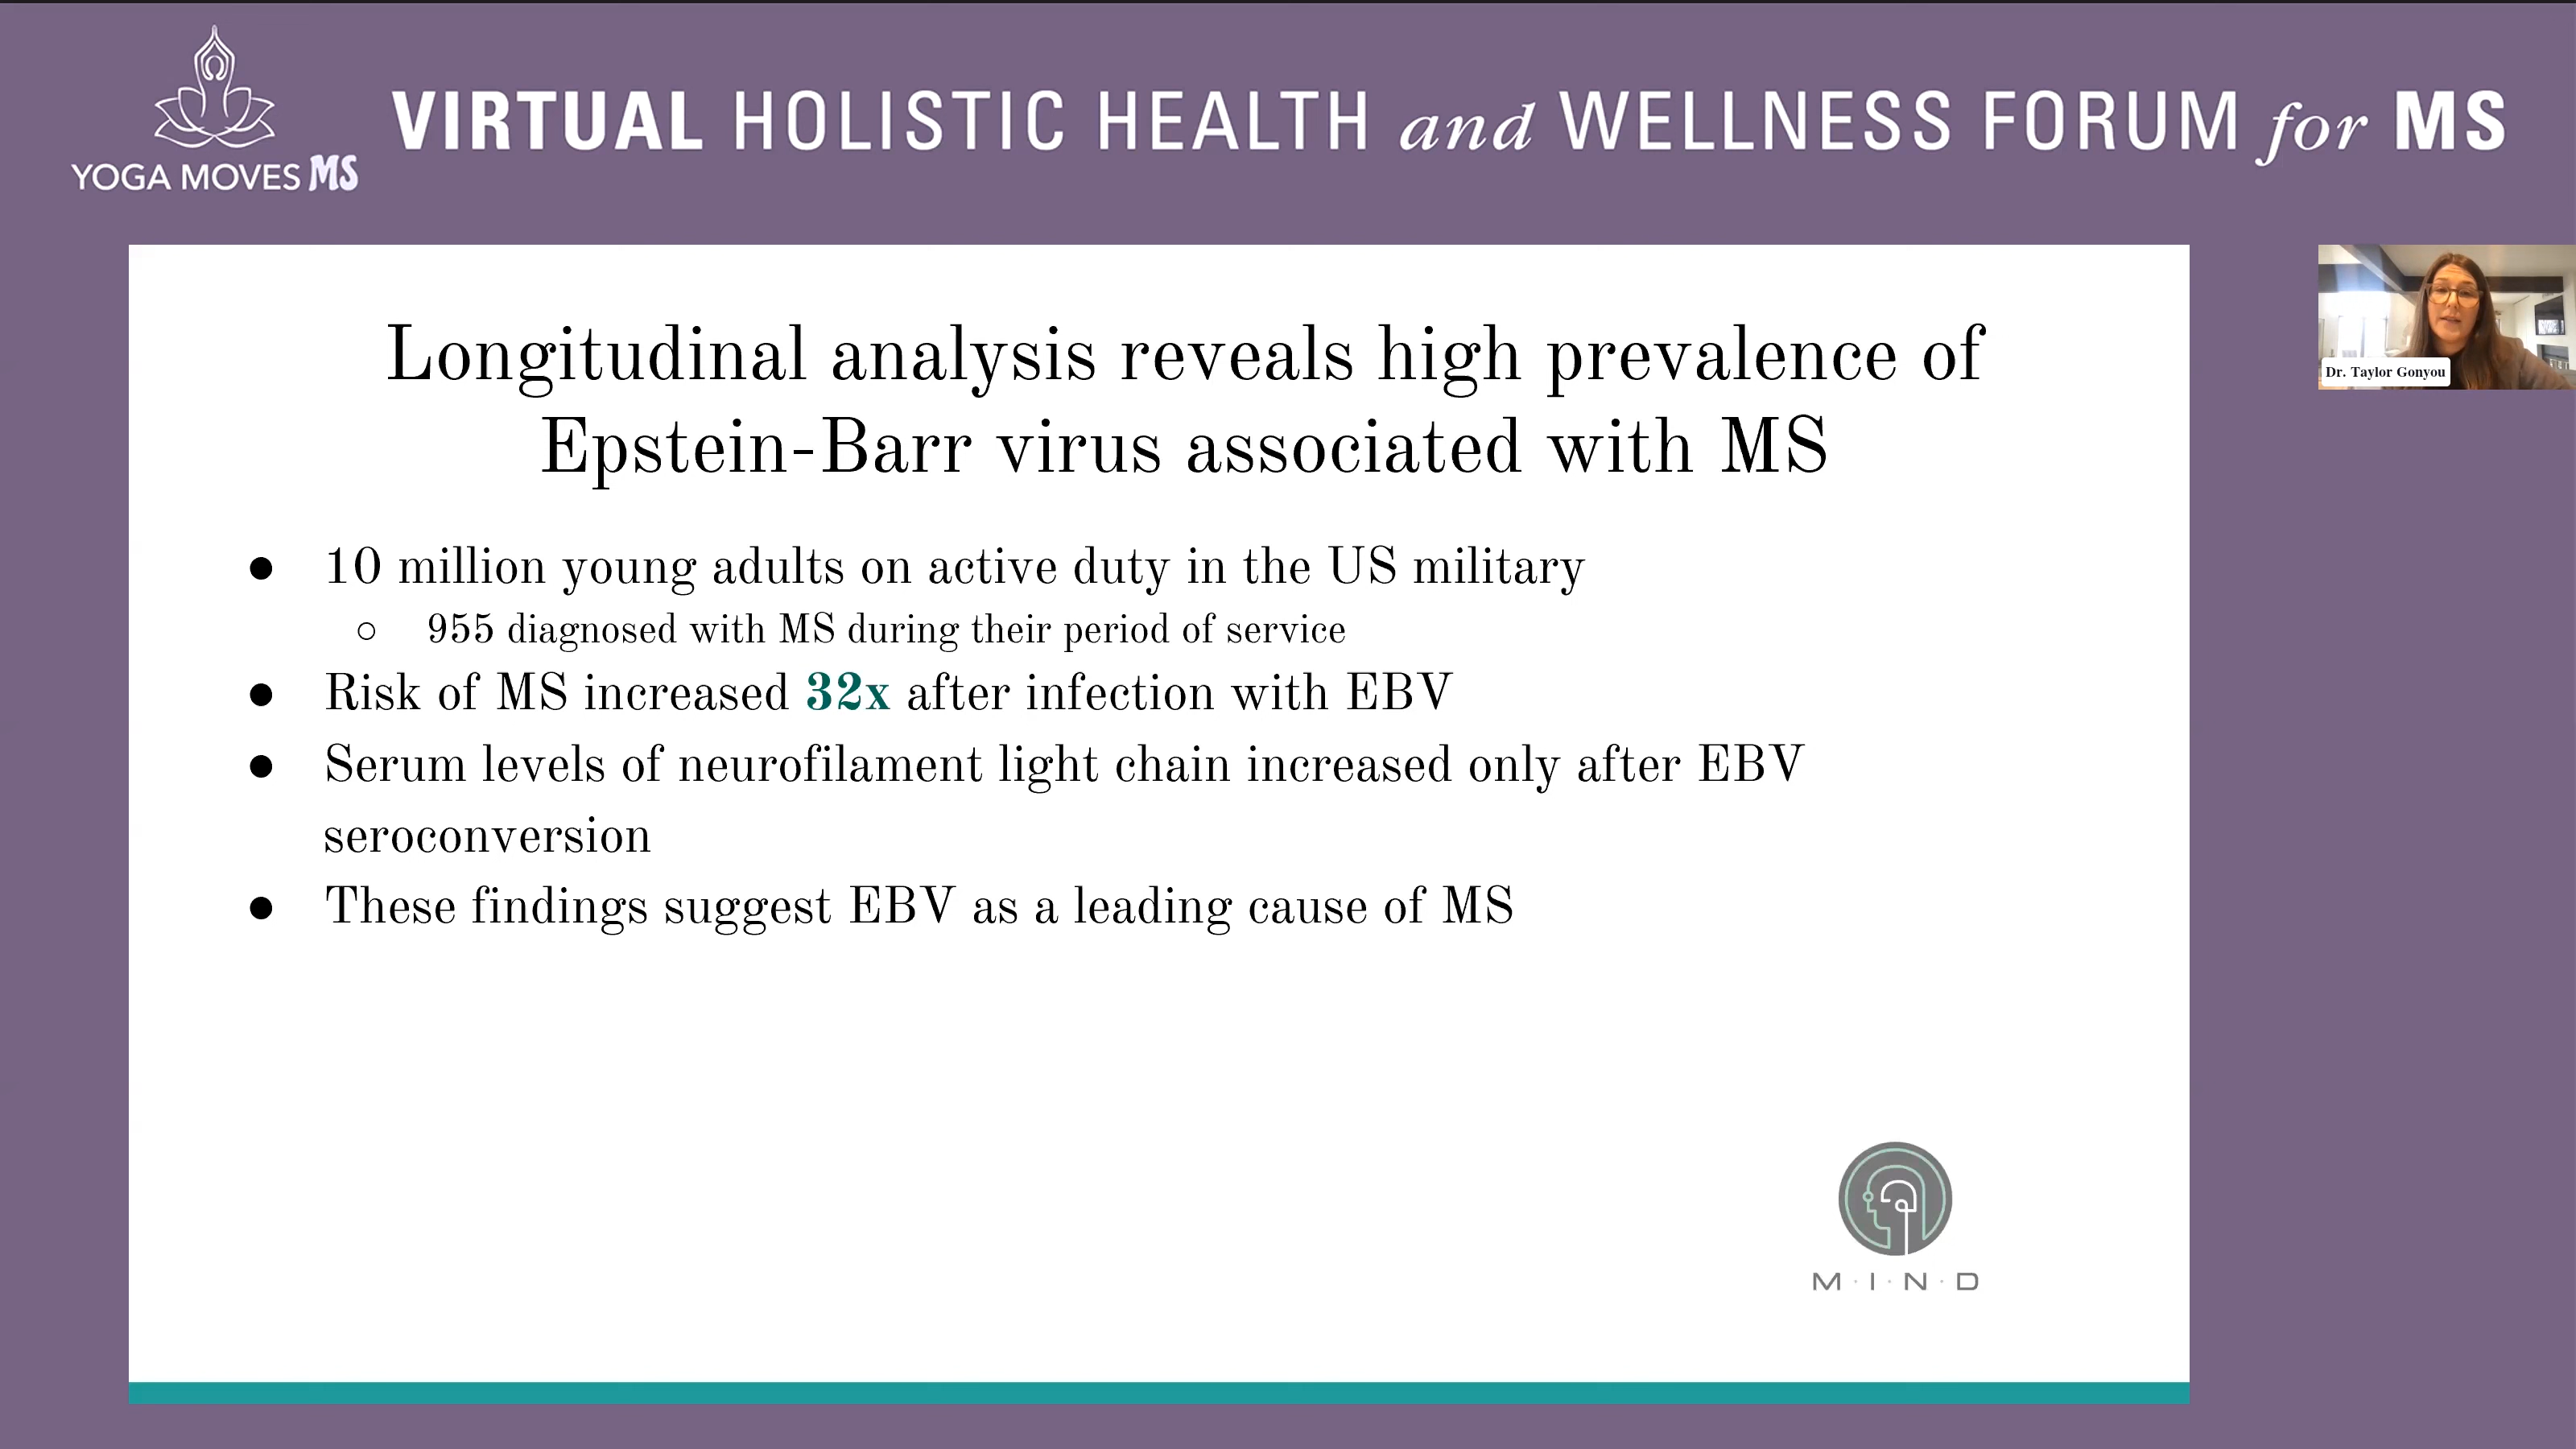 YOGA MOVES MS
VIRTUAL HOLISTIC HEALTH and WELLNESS FORUM for MS
Dr. Taylor Gonyou
Longitudinal analysis reveals high prevalence of
Epstein-Barr virus associated with MS
● 10 million young adults on active duty in the US military
○ 955 diagnosed with MS during their period of service
● Risk of MS increased 32x after infection with EBV
● Serum levels of neurofilament light chain increased only after EBV
seroconversion
● These findings suggest EBV as a leading cause of MS
M·I·N·D